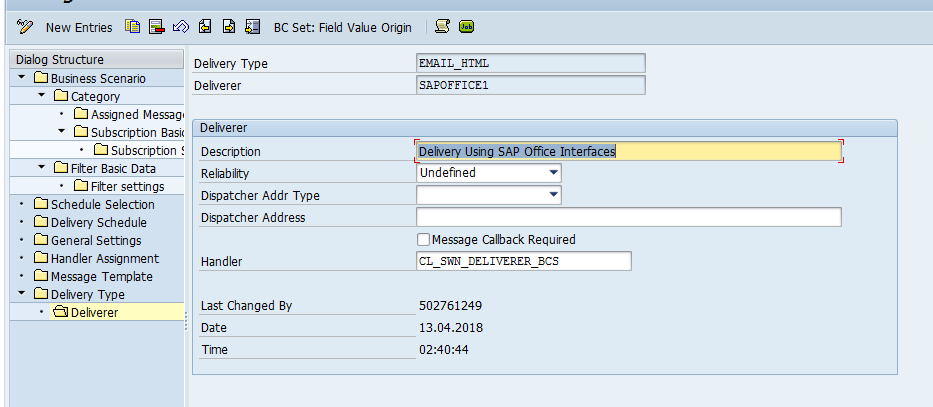 New Entries BC Set: Field Value Origin Job
Dialog Structure
Business Scenario
Category
Assigned Message
Subscription Basic
Subscription S
Filter Basic Data
Filter settings
Schedule Selection
Delivery Schedule
General Settings
Handler Assignment
Message Template
Delivery Type
Deliverer
Delivery Type EMAIL_HTML
Deliverer SAPOFFICE1
Deliverer
Description Delivery Using SAP Office Interfaces
Reliability Undefined
Dispatcher Addr Type
Dispatcher Address
Message Callback Required
Handler CL_SWN_DELIVERER_BCS
Last Changed By 502761249
Date 13.04.2018
Time 02:40:44